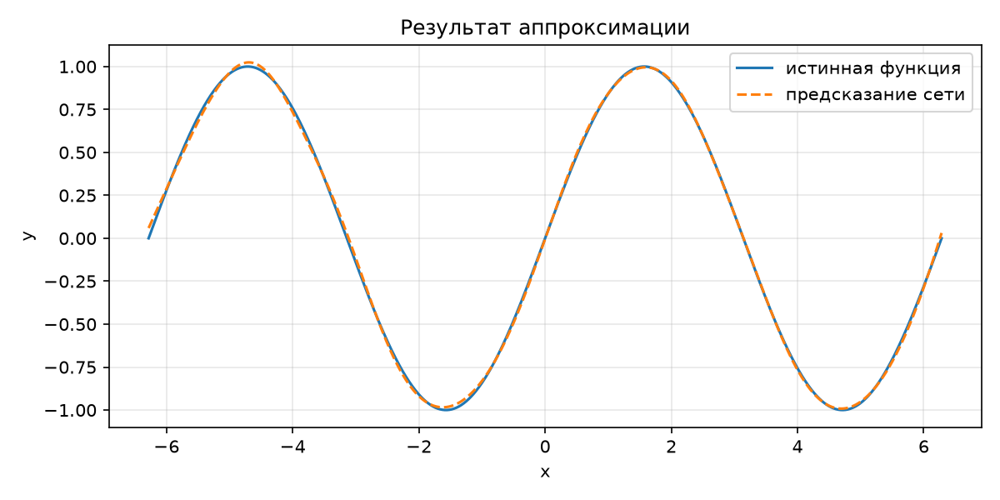 Результат аппроксимации
истинная функция
предсказание сети
1.00
0.75
0.50
0.25
0.00
−0.25
−0.50
−0.75
−1.00
y
−6 −4 −2 0 2 4 6
x